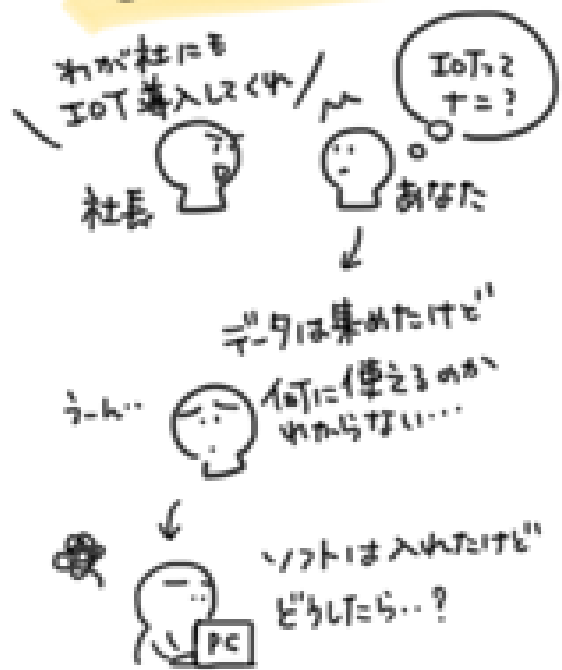 わが社にも
IOT導入してくれ
IOTって
ナニ?
社長
あなた
データは集めたけど
IOTに使えるのか
わからない…
うーん‥
ソフトは入れたけど
どうしたら‥?
PC